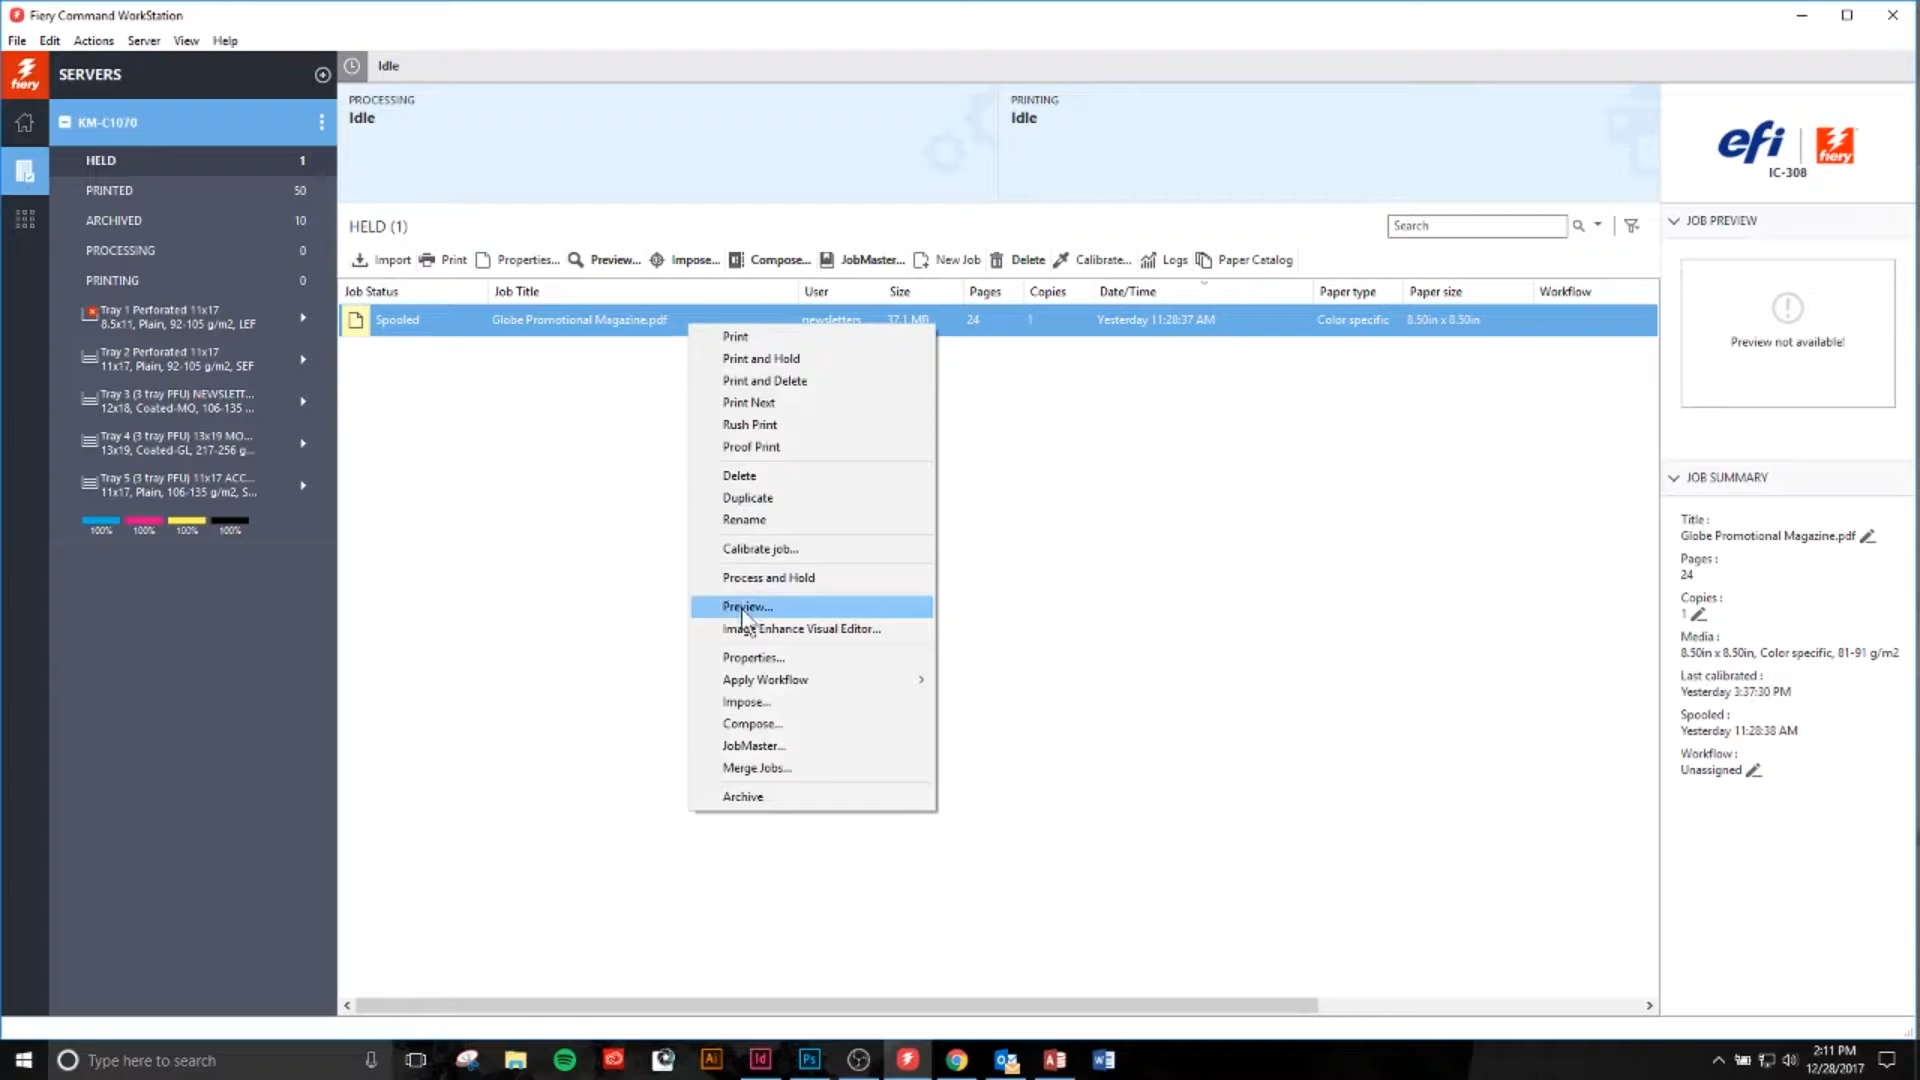 Fiery Command WorkStation
File Edit Actions Server View Help
fiery
SERVERS
Idle
PROCESSING
Idle
PRINTING
Idle
efi fiery
IC-308
KM-C1070
HELD 1
PRINTED 50
ARCHIVED 10
PROCESSING 0
PRINTING 0
Tray 1 Perforated 11x17
8.5x11, Plain, 92-105 g/m2, LEF
Tray 2 Perforated 11x17
11x17, Plain, 92-105 g/m2, SEF
Tray 3 (3 tray PFU) NEWSLETT...
12x18, Coated-MO, 106-135 ...
Tray 4 (3 tray PFU) 13x19 MO...
13x19, Coated-GL, 217-256 g...
Tray 5 (3 tray PFU) 11x17 ACC...
11x17, Plain, 106-135 g/m2, S...
100% 100% 100% 100%
HELD (1)
Search
Import Print Properties... Preview... Impose... Compose... JobMaster... New Job Delete Calibrate... Logs Paper Catalog
Job Status Job Title User Size Pages Copies Date/Time Paper type Paper size Workflow
Spooled Globe Promotional Magazine.pdf newsletters 37.1 MB 24 1 Yesterday 11:28:37 AM Color specific 8.50in x 8.50in
Print
Print and Hold
Print and Delete
Print Next
Rush Print
Proof Print
Delete
Duplicate
Rename
Calibrate job...
Process and Hold
Preview...
Image Enhance Visual Editor...
Properties...
Apply Workflow
Impose...
Compose...
JobMaster...
Merge Jobs...
Archive
JOB PREVIEW
Preview not available!
JOB SUMMARY
Title :
Globe Promotional Magazine.pdf
Pages :
24
Copies :
1
Media :
8.50in x 8.50in, Color specific, 81-91 g/m2
Last calibrated :
Yesterday 3:37:30 PM
Spooled :
Yesterday 11:28:38 AM
Workflow :
Unassigned
Type here to search
Ai Id Ps
2:11 PM
12/28/2017